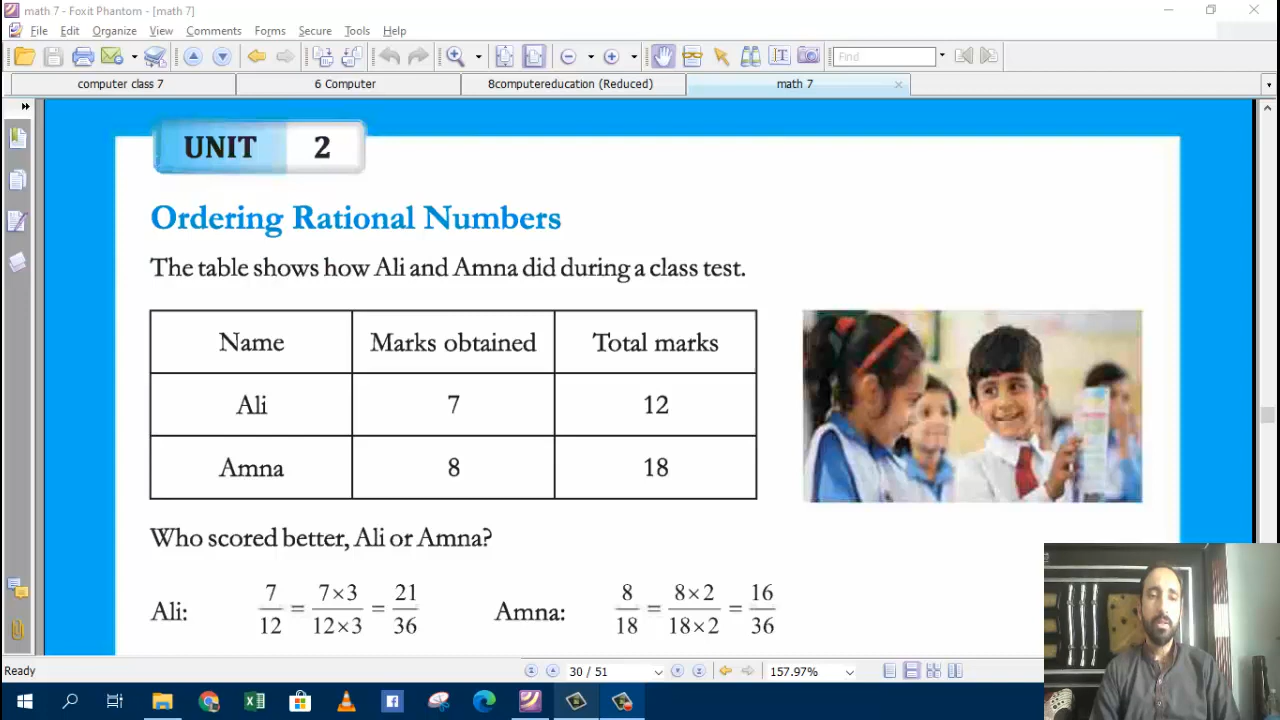 math 7 - Foxit Phantom - [math 7]
File Edit Organize View Comments Forms Secure Tools Help
Find
computer class 7 6 Computer 8computereducation (Reduced) math 7
UNIT 2
Ordering Rational Numbers
The table shows how Ali and Amna did during a class test.
Name Marks obtained Total marks
Ali 7 12
Amna 8 18
Who scored better, Ali or Amna?
Ali: 7/12 = 7×3/12×3 = 21/36 Amna: 8/18 = 8×2/18×2 = 16/36
Ready 30 / 51 157.97%